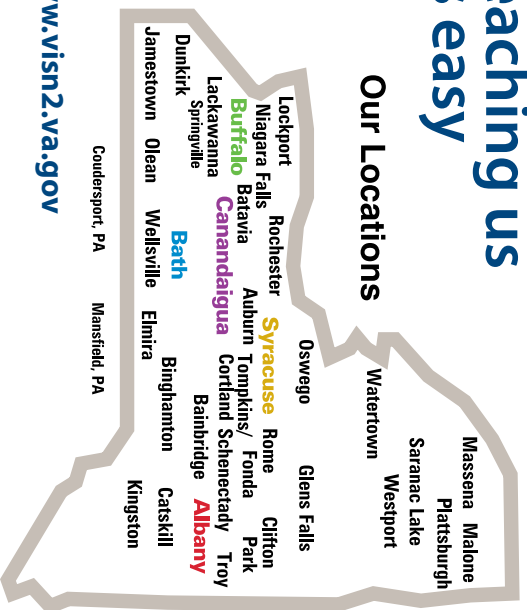 eaching us
easy
Our Locations
Massena Malone
Plattsburgh
Saranac Lake
Westport
Watertown
Oswego Glens Falls
Lockport
Rochester
Syracuse Rome Clifton Park
Niagara Falls
Auburn Tompkins/ Cortland
Fonda
Buffalo Batavia
Canandaigua
Schenectady Troy
Lackawanna
Springville
Bainbridge Albany
Dunkirk
Bath
Binghamton Catskill
Jamestown Olean Wellsville Elmira
Kingston
Coudersport, PA Mansfield, PA
w.visn2.va.gov